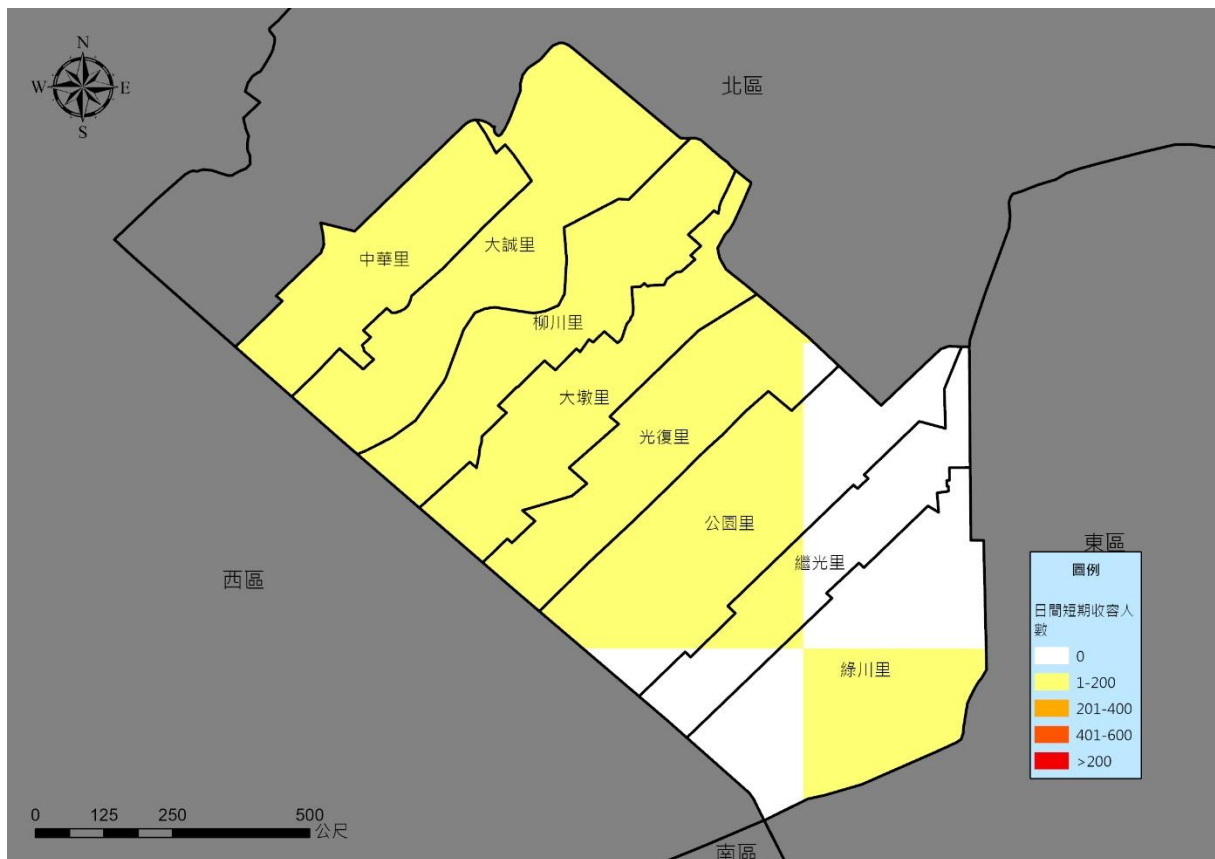 N
W E
S
北區
中華里
大誠里
柳川里
大墩里
光復里
公園里
繼光里
西區
東區
綠川里
南區
圖例
日間短期收容人
數
0
1-200
201-400
401-600
>200
0 125 250 500
公尺